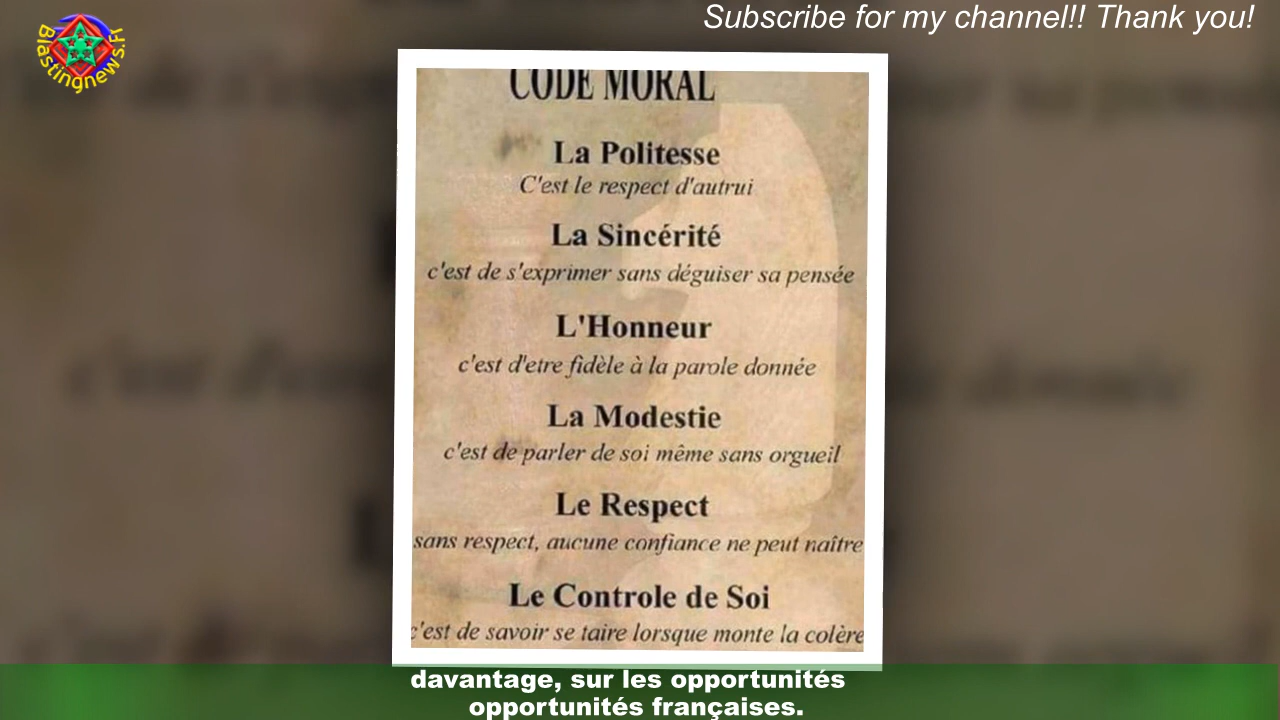 Subscribe for my channel!! Thank you!
Blastingnews.Fr
CODE MORAL
La Politesse
C'est le respect d'autrui
La Sincérité
c'est de s'exprimer sans déguiser sa pensée
L'Honneur
c'est d'etre fidèle à la parole donnée
La Modestie
c'est de parler de soi même sans orgueil
Le Respect
sans respect, aucune confiance ne peut naître
Le Controle de Soi
c'est de savoir se taire lorsque monte la colère
davantage, sur les opportunités
opportunités françaises.